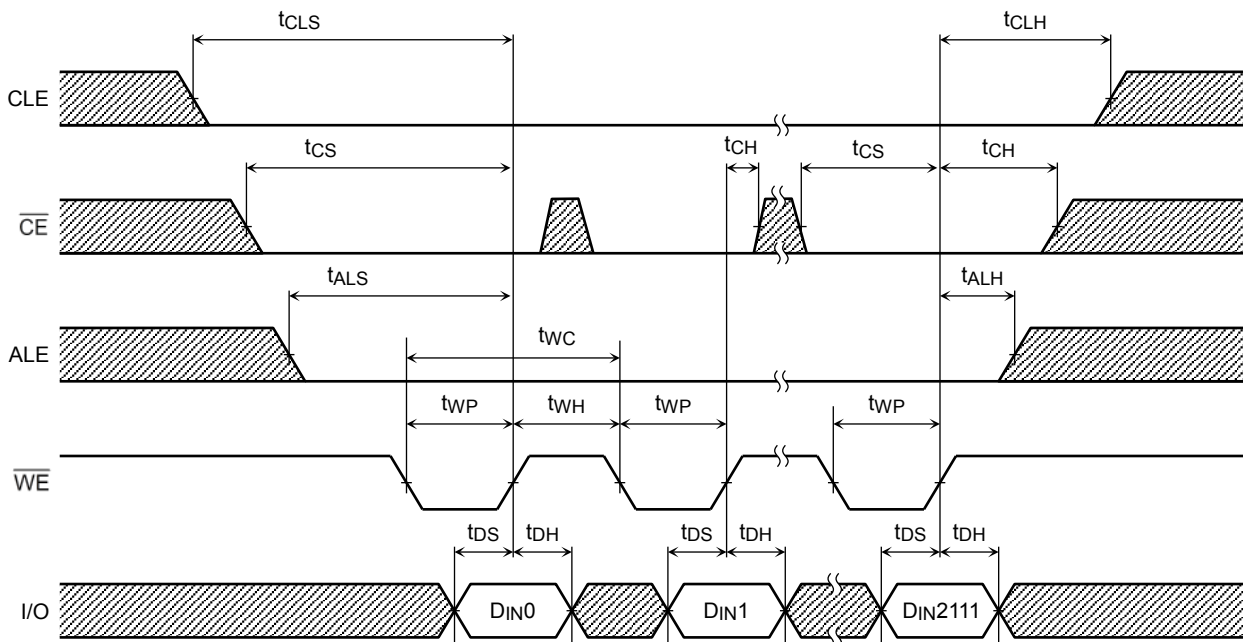 tCLS tCLH
CLE
tCS tCH tCS tCH
CE
tALS tALH
ALE
tWC
tWP tWH tWP tWP
WE
tDS tDH tDS tDH tDS tDH
I/O DIN0 DIN1 DIN2111